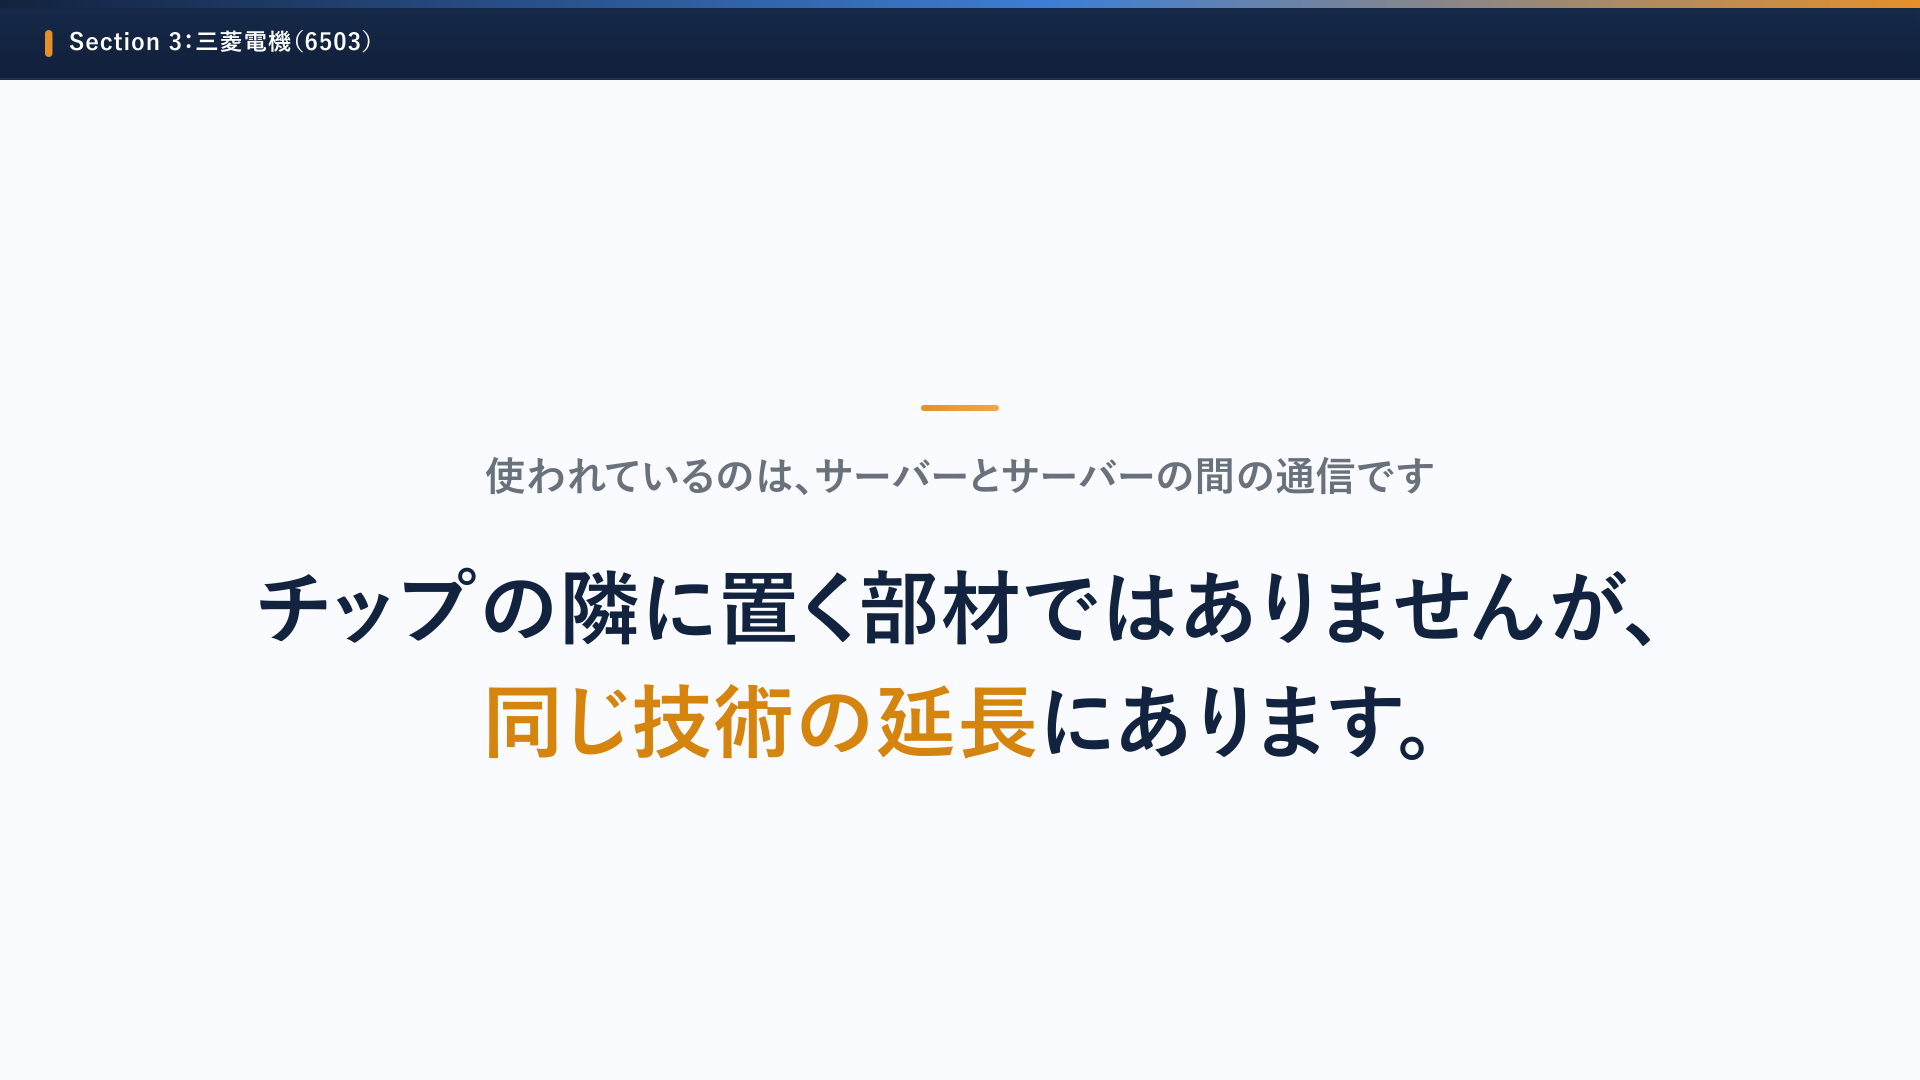 Section 3：三菱電機（6503）
使われているのは、サーバーとサーバーの間の通信です
チップの隣に置く部材ではありませんが、
同じ技術の延長にあります。